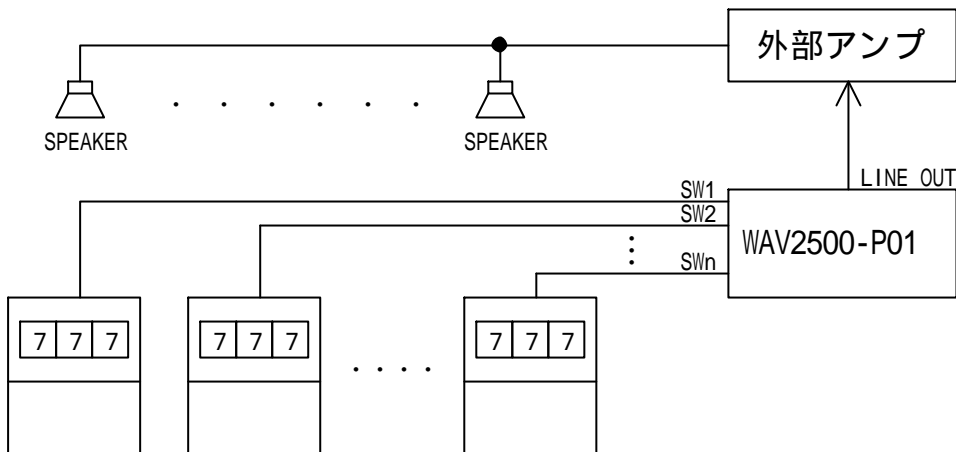 外部アンプ
SPEAKER
SPEAKER
LINE OUT
SW1
SW2
SWn
WAV2500-P01
7 7 7
7 7 7
7 7 7